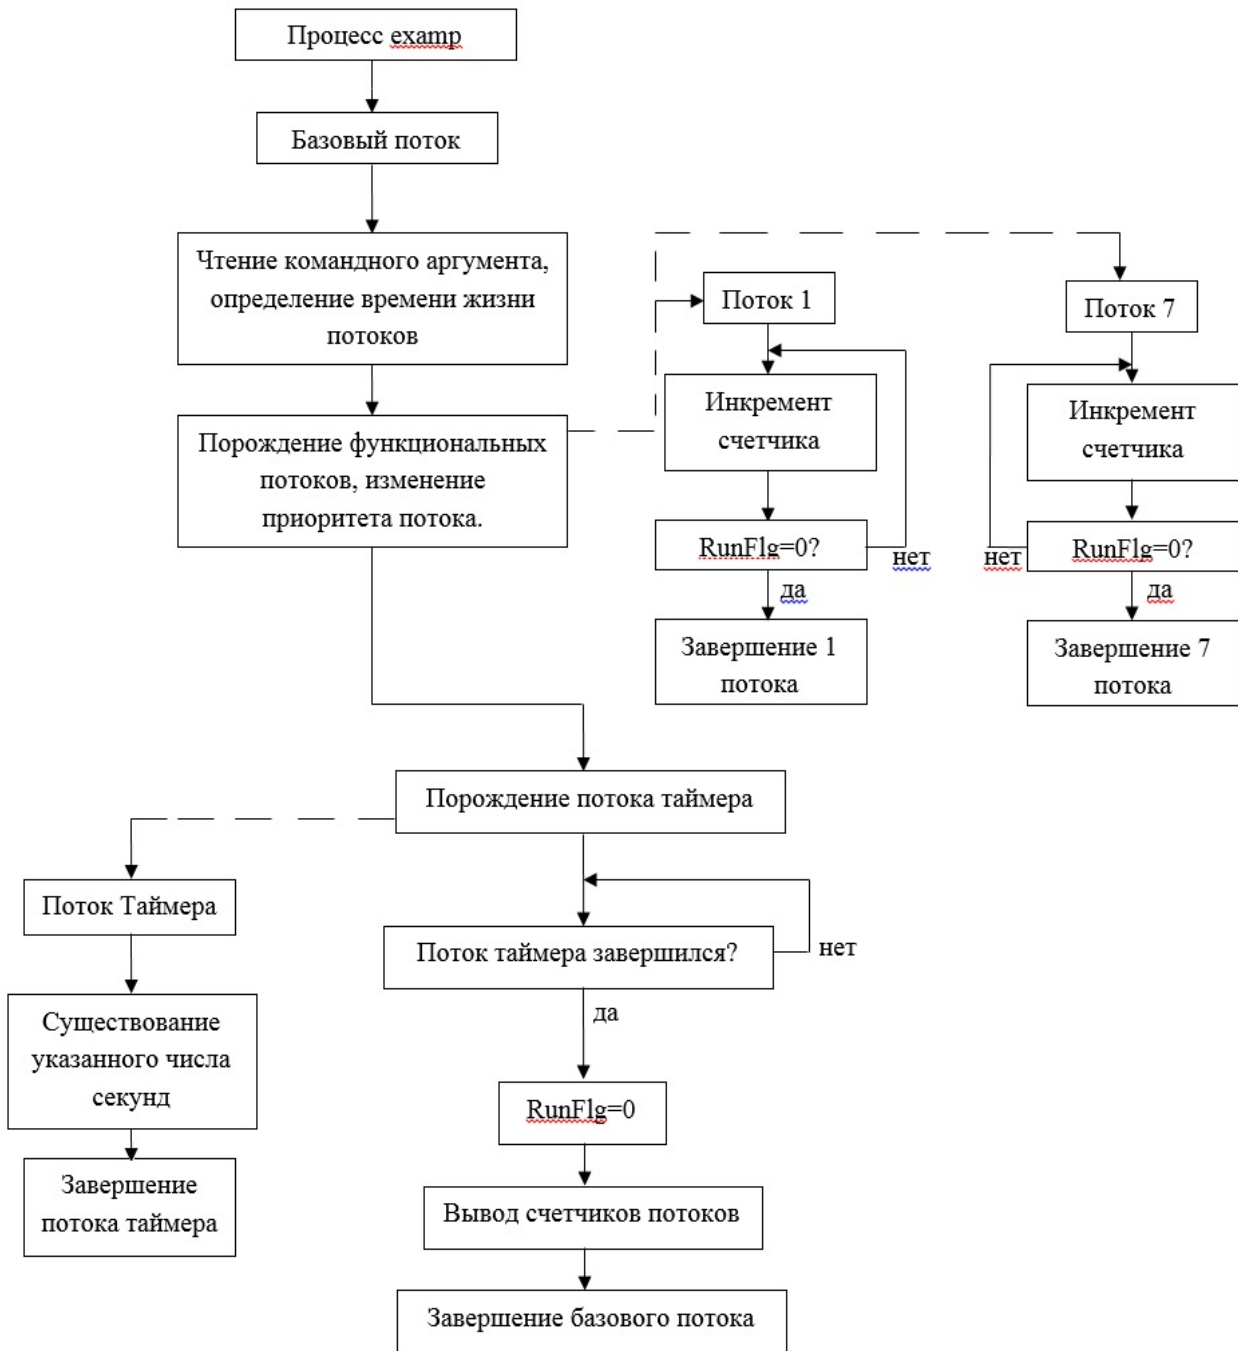 Процесс examp
Базовый поток
Чтение командного аргумента,
определение времени жизни
потоков
Порождение функциональных
потоков, изменение
приоритета потока.
Поток 1
Инкремент
счетчика
RunFlg=0?
нет
да
Завершение 1
потока
Поток 7
Инкремент
счетчика
RunFlg=0?
нет
да
Завершение 7
потока
Порождение потока таймера
Поток Таймера
Существование
указанного числа
секунд
Завершение
потока таймера
Поток таймера завершился?
нет
да
RunFlg=0
Вывод счетчиков потоков
Завершение базового потока